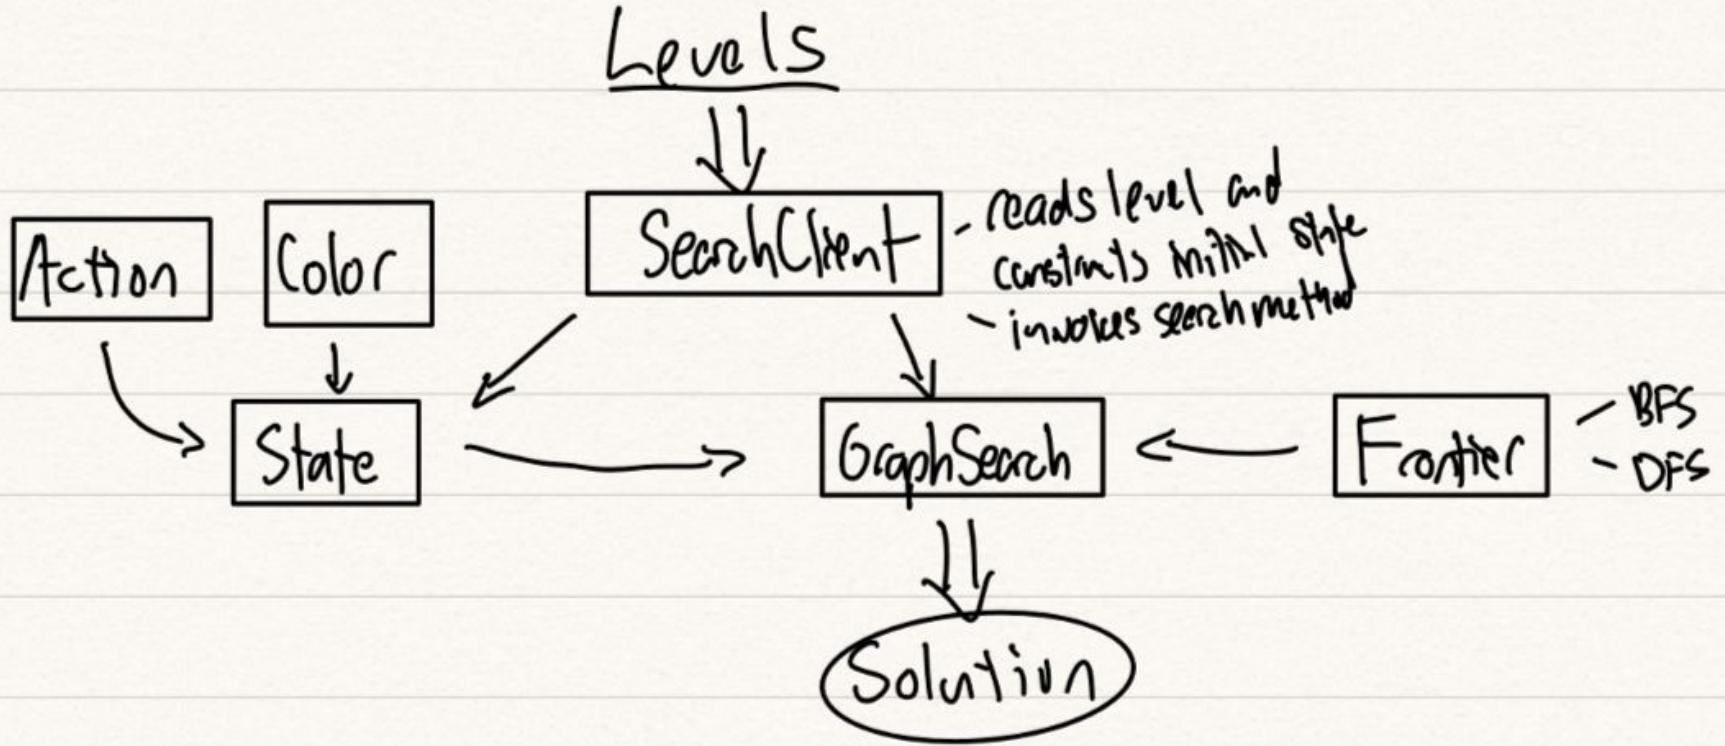 Levels
Action
Color
SearchClient
- reads level and
constructs initial state
- invokes search method
State
GraphSearch
Frontier
- BFS
- DFS
Solution